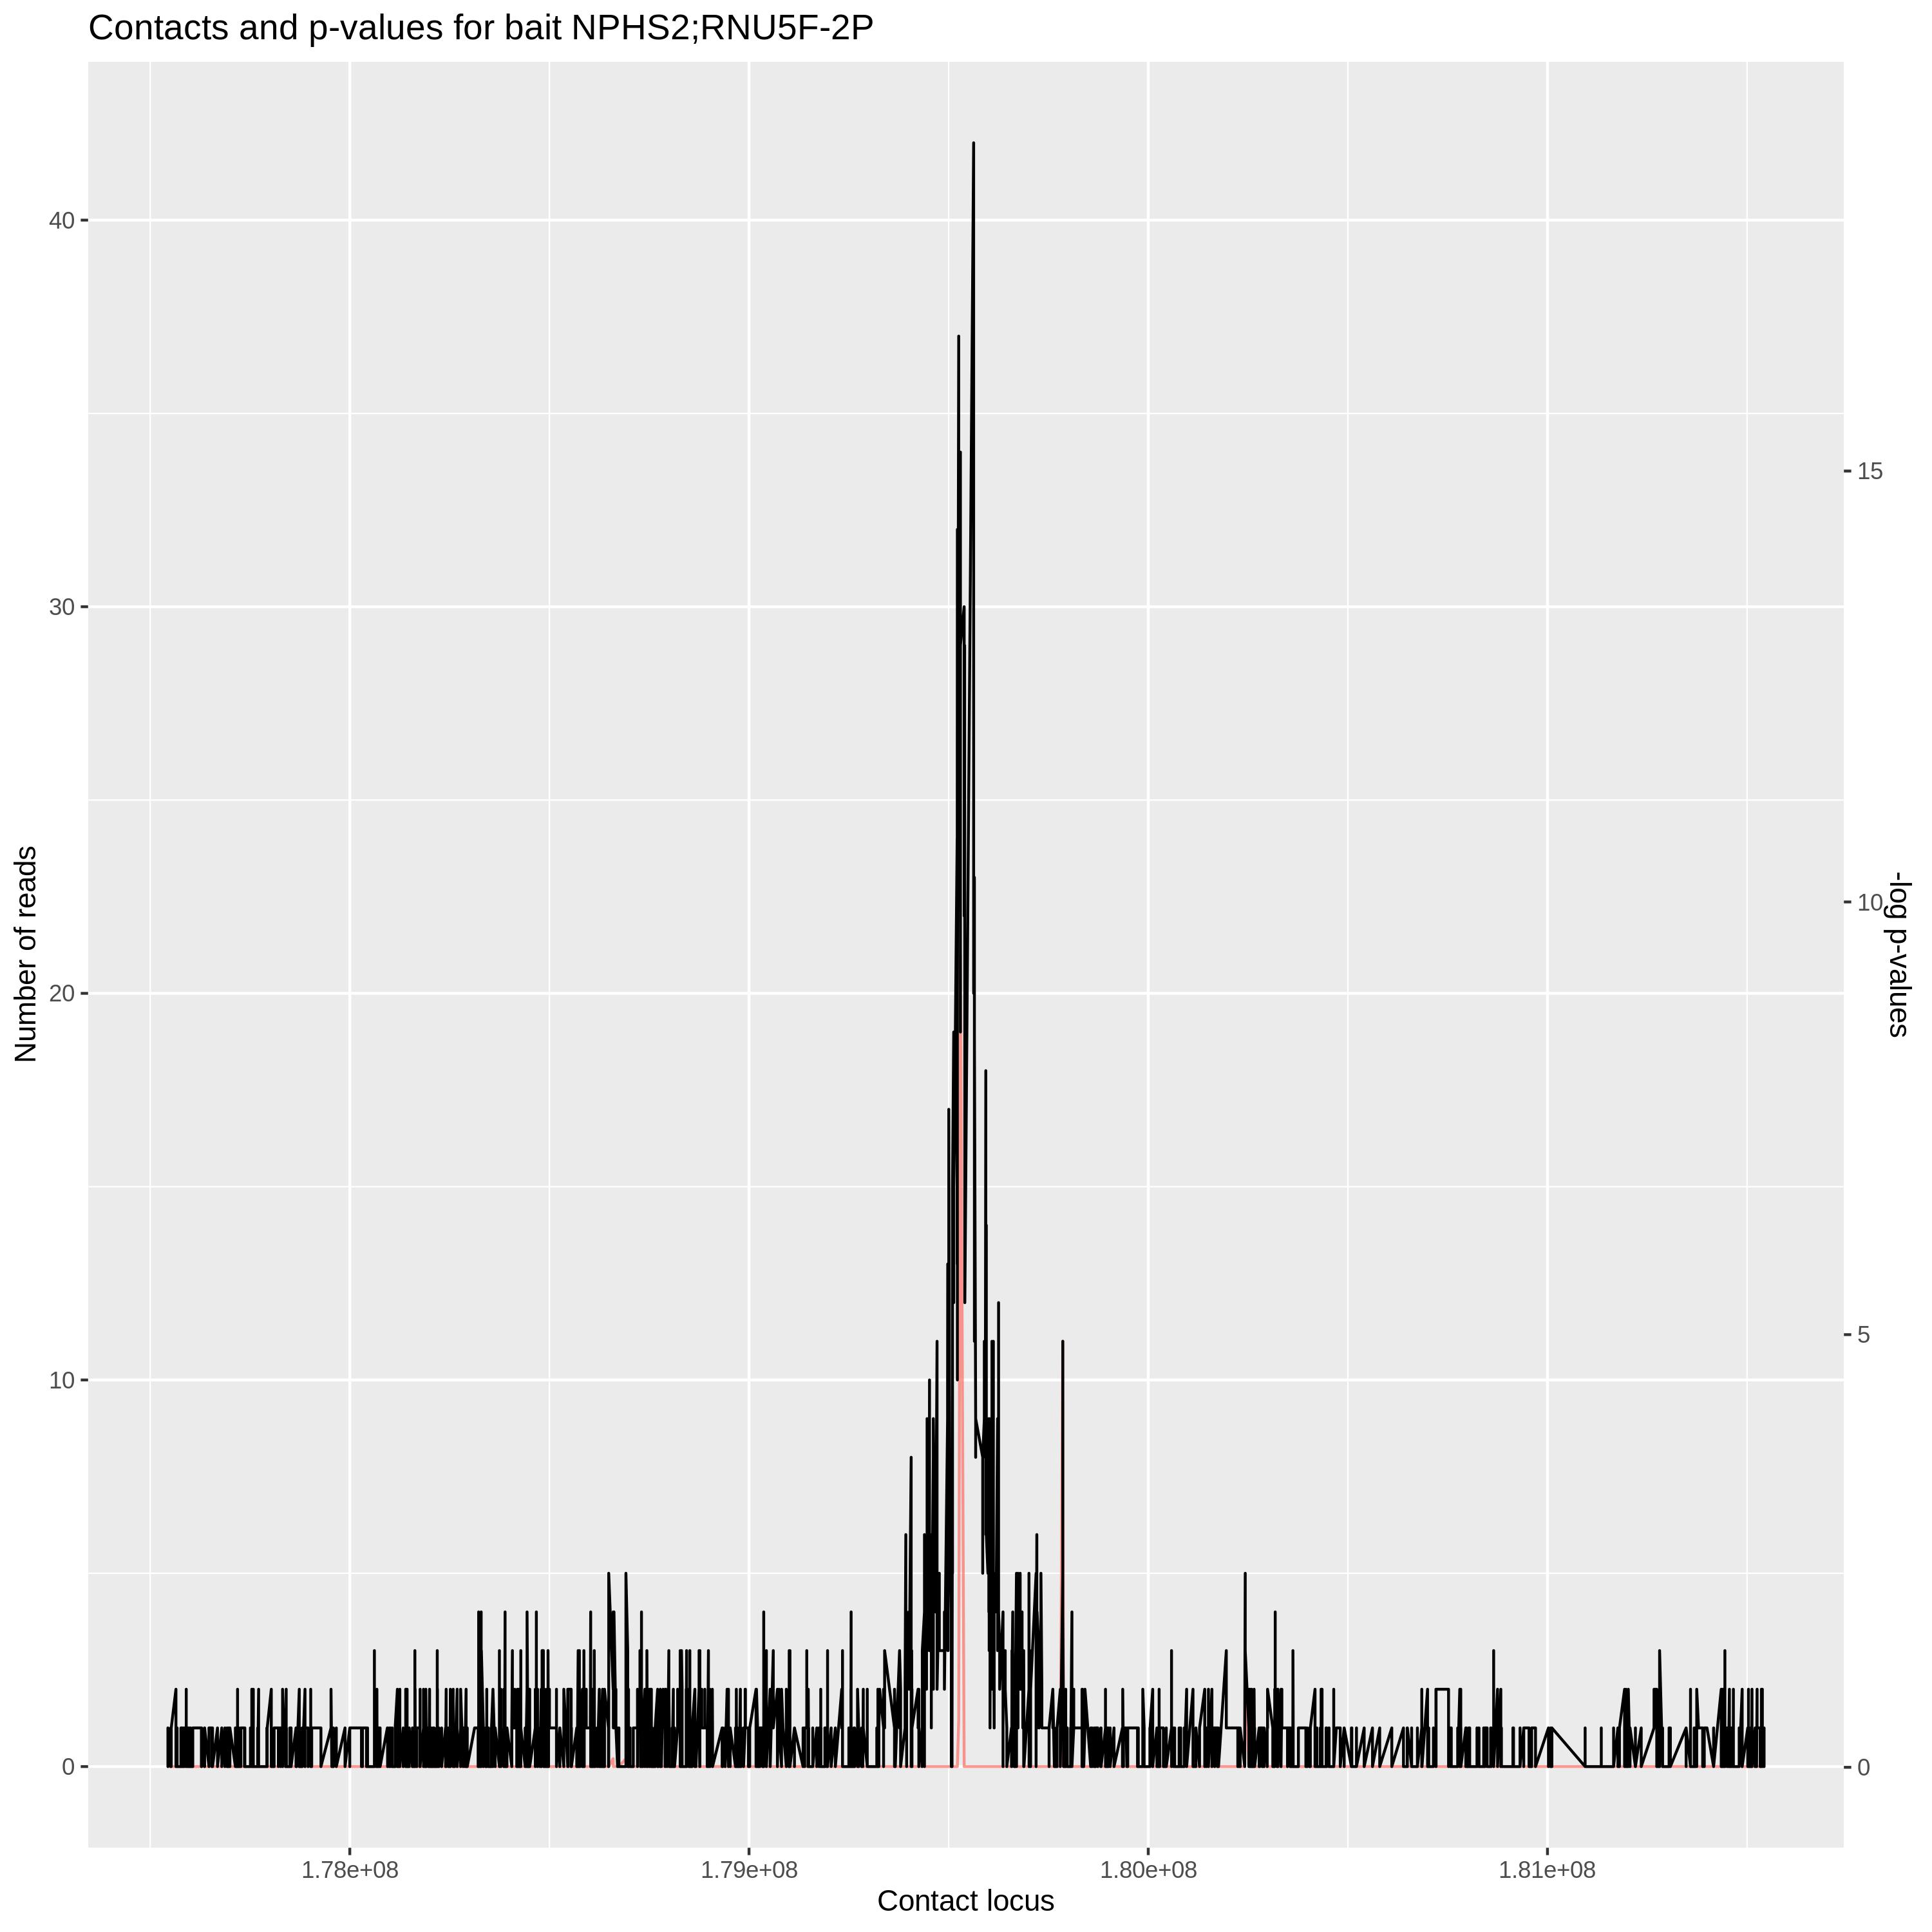 Contacts and p-values for bait NPHS2;RNU5F-2P
40
30
20
10
0
15
10
5
0
Number of reads
-log p-values
1.78e+08 1.79e+08 1.80e+08 1.81e+08
Contact locus